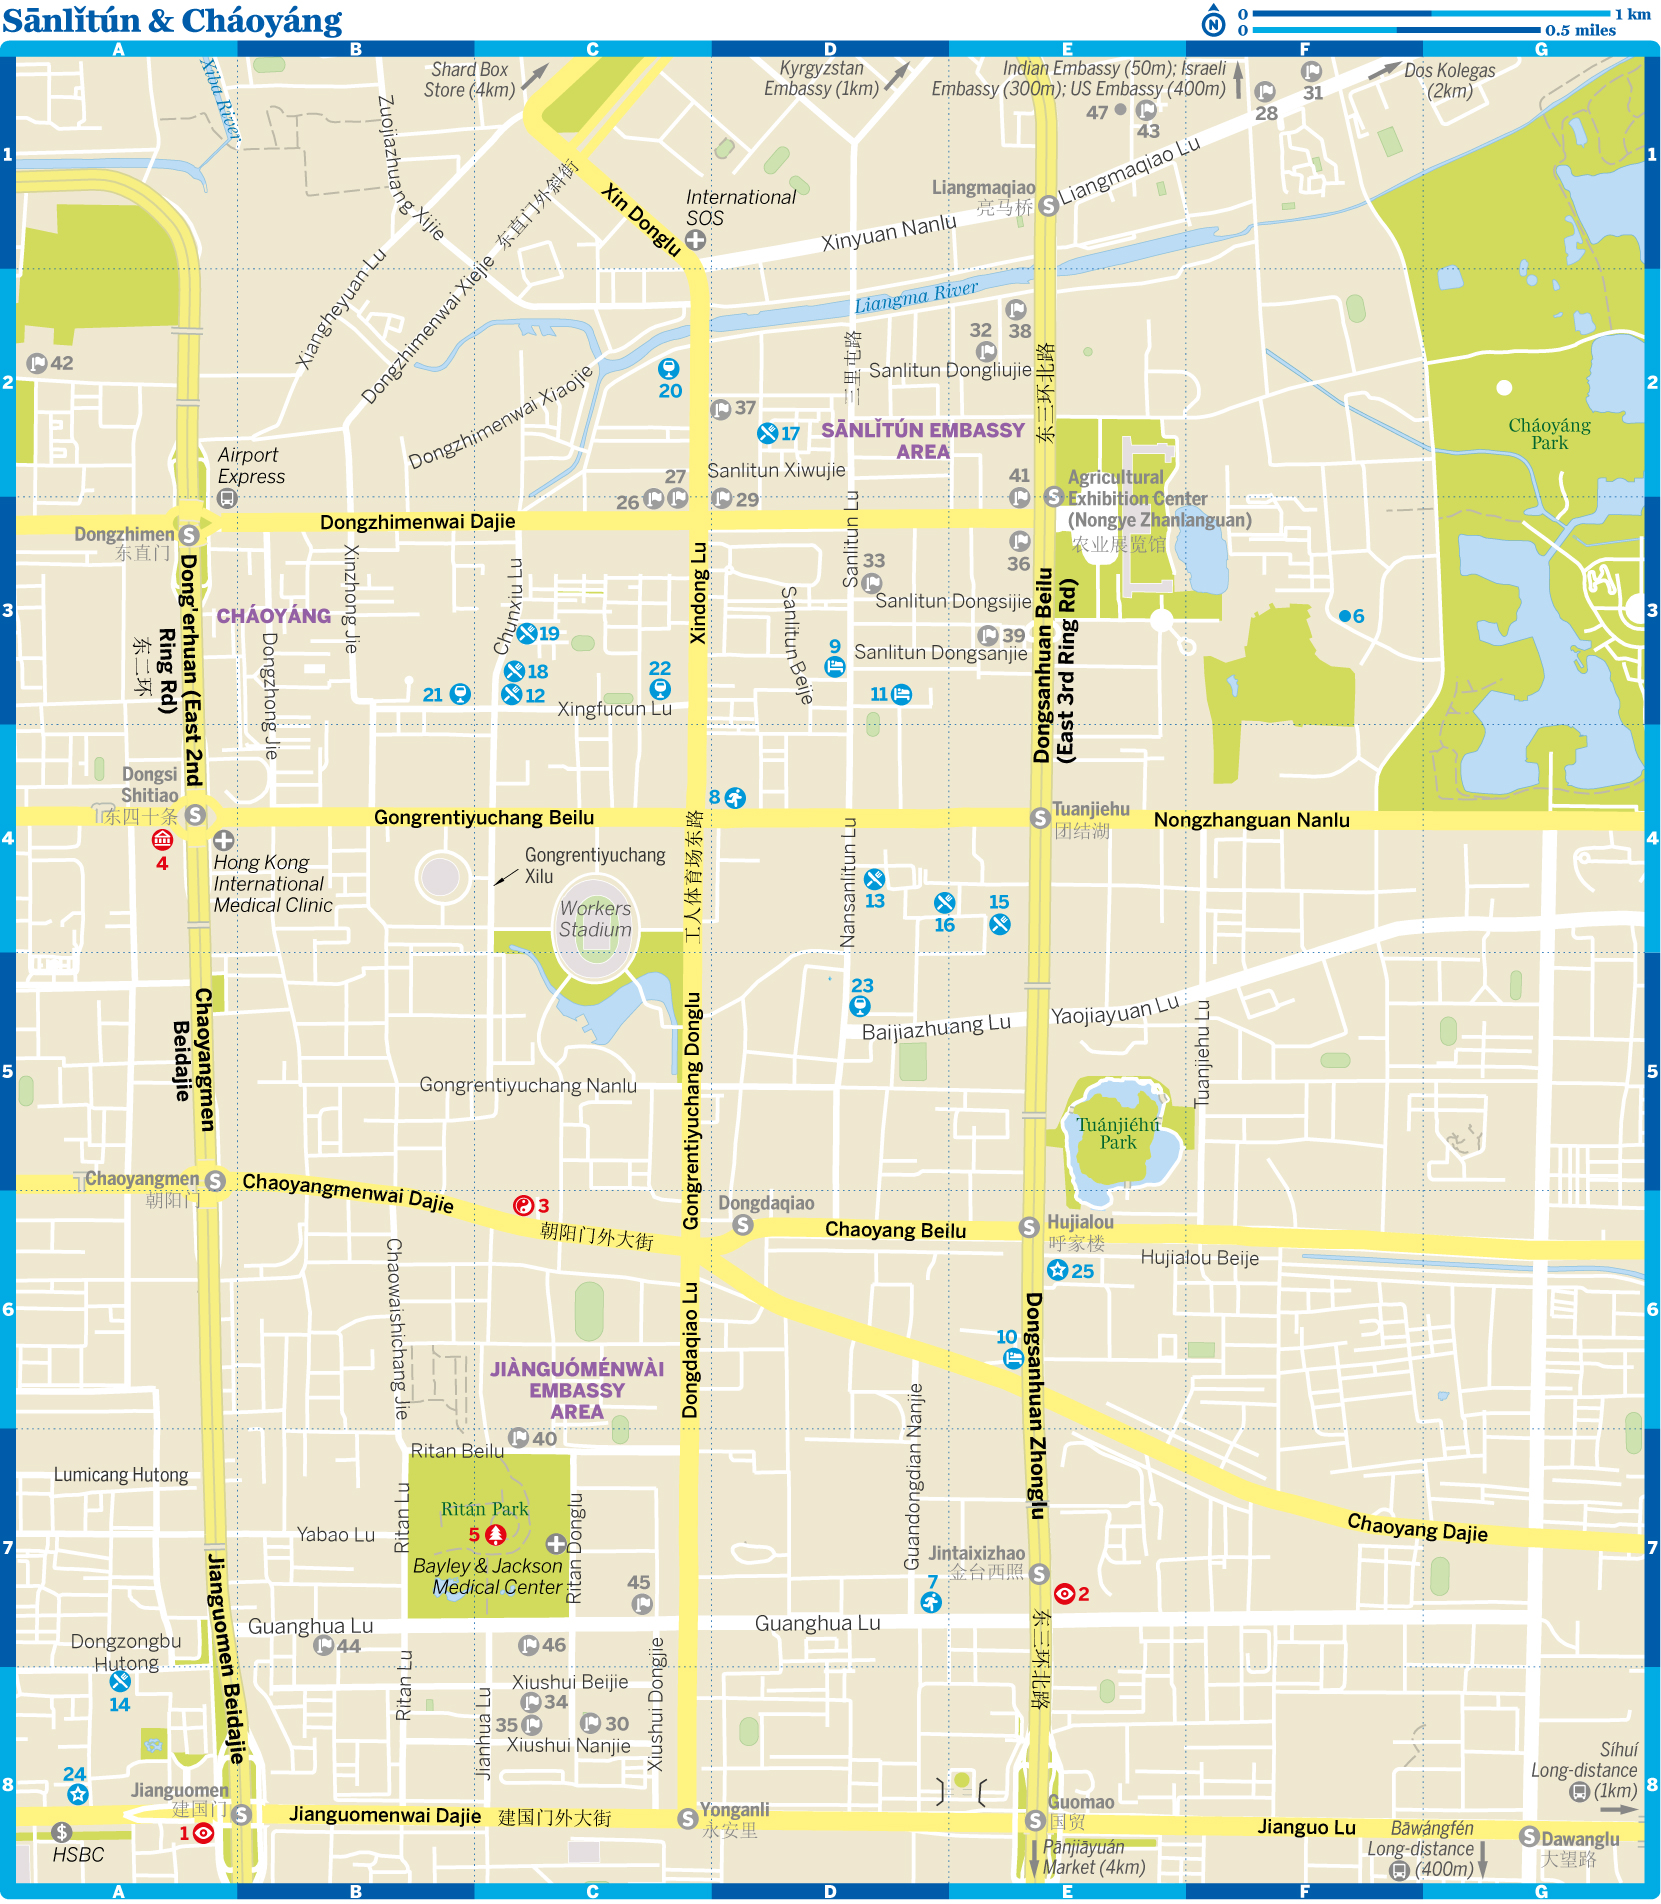 Sānlǐtún & Cháoyáng
0 1 km
0 0.5 miles
A B C D E F G
Xiba River
Shard Box
Store (4km)
Kyrgyzstan
Embassy (1km)
Indian Embassy (50m); Israeli
Embassy (300m); US Embassy (400m)
Dos Kolegas
(2km)
31
28
47
43
1
1
Zuojiazhuang Xijie
东直门外斜街
Xin Donglu
International
SOS
Liangmaqiao
亮马桥
Liangmaqiao Lu
Xinyuan Nanlu
Xiangheyuan Lu
Dongzhimenwai Xiejie
Liangma River
32
38
三里屯路
Sanlitun Dongliujie
东三环北路
42
2
2
20
Dongzhimenwai Xiaojie
37
17
SĀNLǏTÚN EMBASSY
AREA
Cháoyáng
Park
Airport
Express
Sanlitun Xiwujie
27
26
29
41
Agricultural
Exhibition Center
(Nongye Zhanlanguan)
农业展览馆
Dongzhimen
东直门
Dongzhimenwai Dajie
Sanlitun Lu
36
33
Xinzhong Jie
Chunxiu Lu
Xindong Lu
Sanlitun Beijie
Sanlitun Dongsijie
Dongsanhuan Beilu
(East 3rd Ring Rd)
3
3
CHÁOYÁNG
Dong'erhuan (East 2nd
Ring Rd)
东二环
Dongzhong Jie
19
18
12
21
22
9
11
39
Sanlitun Dongsanjie
6
Xingfucun Lu
Dongsi
Shitiao
东四十条
8
Tuanjiehu
团结湖
Gongrentiyuchang Beilu
Nongzhanguan Nanlu
4
4
4
Hong Kong
International
Medical Clinic
Gongrentiyuchang
Xilu
工人体育场东路
Workers
Stadium
Nansanlitun Lu
13
16
15
23
Baijiazhuang Lu
Yaojiayuan Lu
Tuanjiehu Lu
Chaoyangmen
Beidajie
Gongrentiyuchang Nanlu
Gongrentiyuchang Donglu
5
5
Tuánjiéhú
Park
Chaoyangmen
朝阳门
Chaoyangmenwai Dajie
3
朝阳门外大街
Dongdaqiao
Chaoyang Beilu
Hujialou
呼家楼
Hujialou Beije
25
Chaowaishichang Jie
Dongdaqiao Lu
6
6
10
Dongsanhuan Zhonglu
JIÀNGUÓMÉNWÀI
EMBASSY
AREA
Guandongdian Nanjie
40
Ritan Beilu
Lumicang Hutong
Rìtán Park
5
Yabao Lu
Ritan Lu
Ritan Donglu
Bayley & Jackson
Medical Center
Chaoyang Dajie
7
7
Jintaixizhao
金台西照
2
7
45
Guanghua Lu
Guanghua Lu
东三环北路
Jianguomen Beidajie
Dongzongbu
Hutong
14
44
46
Ritan Lu
Xiushui Beijie
34
35
30
Xiushui Nanjie
Jianhua Lu
Xiushui Dongjie
8
8
24
Jianguomen
建国门
1
HSBC
Jianguomenwai Dajie
建国门外大街
Yonganli
永安里
Guomao
国贸
Pānjiāyuán
Market (4km)
Jianguo Lu
Bāwángfén
Long-distance
(400m)
Sìhuì
Long-distance
(1km)
Dawanglu
大望路
A B C D E F G